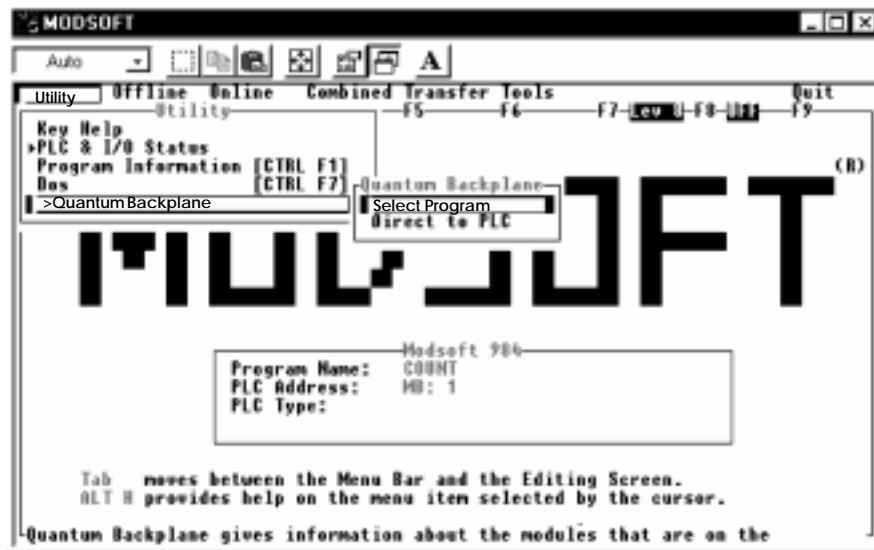 MODSOFT
Auto
A
Utility Offline Online Combined Transfer Tools Quit
Utility F5 F6 F7 Lev 8 F8 OFF F9
Key Help
PLC & I/O Status
Program Information [CTRL F1]
Dos [CTRL F7]
>Quantum Backplane
Quantum Backplane
Select Program
Direct to PLC
(R)
MODSOFT
Modsoft 984
Program Name: COUNT
PLC Address: MB: 1
PLC Type:
Tab moves between the Menu Bar and the Editing Screen.
ALT H provides help on the menu item selected by the cursor.
Quantum Backplane gives information about the modules that are on the